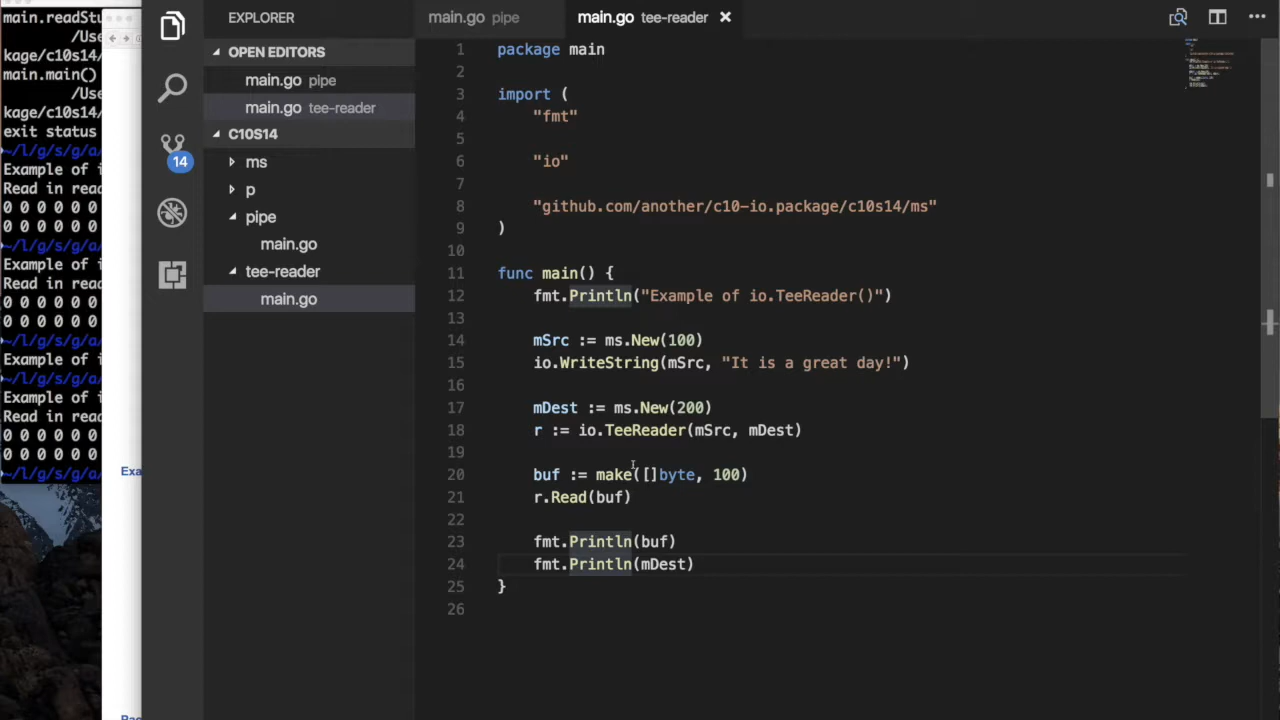 main.readStu
/Use
kage/c10s14/
main.main()
/Use
kage/c10s14/
exit status
~/l/g/s/g/a/
Example of i
Read in read
0 0 0 0 0 0
0 0 0 0 0 0
~/l/g/s/g/a/
Example of i
Read in read
0 0 0 0 0 0
0 0 0 0 0 0
~/l/g/s/g/a/
Example of i
~/l/g/s/g/a/
Example of i
Read in read
0 0 0 0 0 0
0 0 0 0 0 0
~/l/g/s/g/a/
Exa
EXPLORER
OPEN EDITORS
main.go pipe
main.go tee-reader
C10S14
ms
p
pipe
main.go
tee-reader
main.go
14
main.go pipe
main.go tee-reader
1 package main
2
3 import (
4 "fmt"
5
6 "io"
7
8 "github.com/another/c10-io.package/c10s14/ms"
9 )
10
11 func main() {
12 fmt.Println("Example of io.TeeReader()")
13
14 mSrc := ms.New(100)
15 io.WriteString(mSrc, "It is a great day!")
16
17 mDest := ms.New(200)
18 r := io.TeeReader(mSrc, mDest)
19
20 buf := make([]byte, 100)
21 r.Read(buf)
22
23 fmt.Println(buf)
24 fmt.Println(mDest)
25 }
26